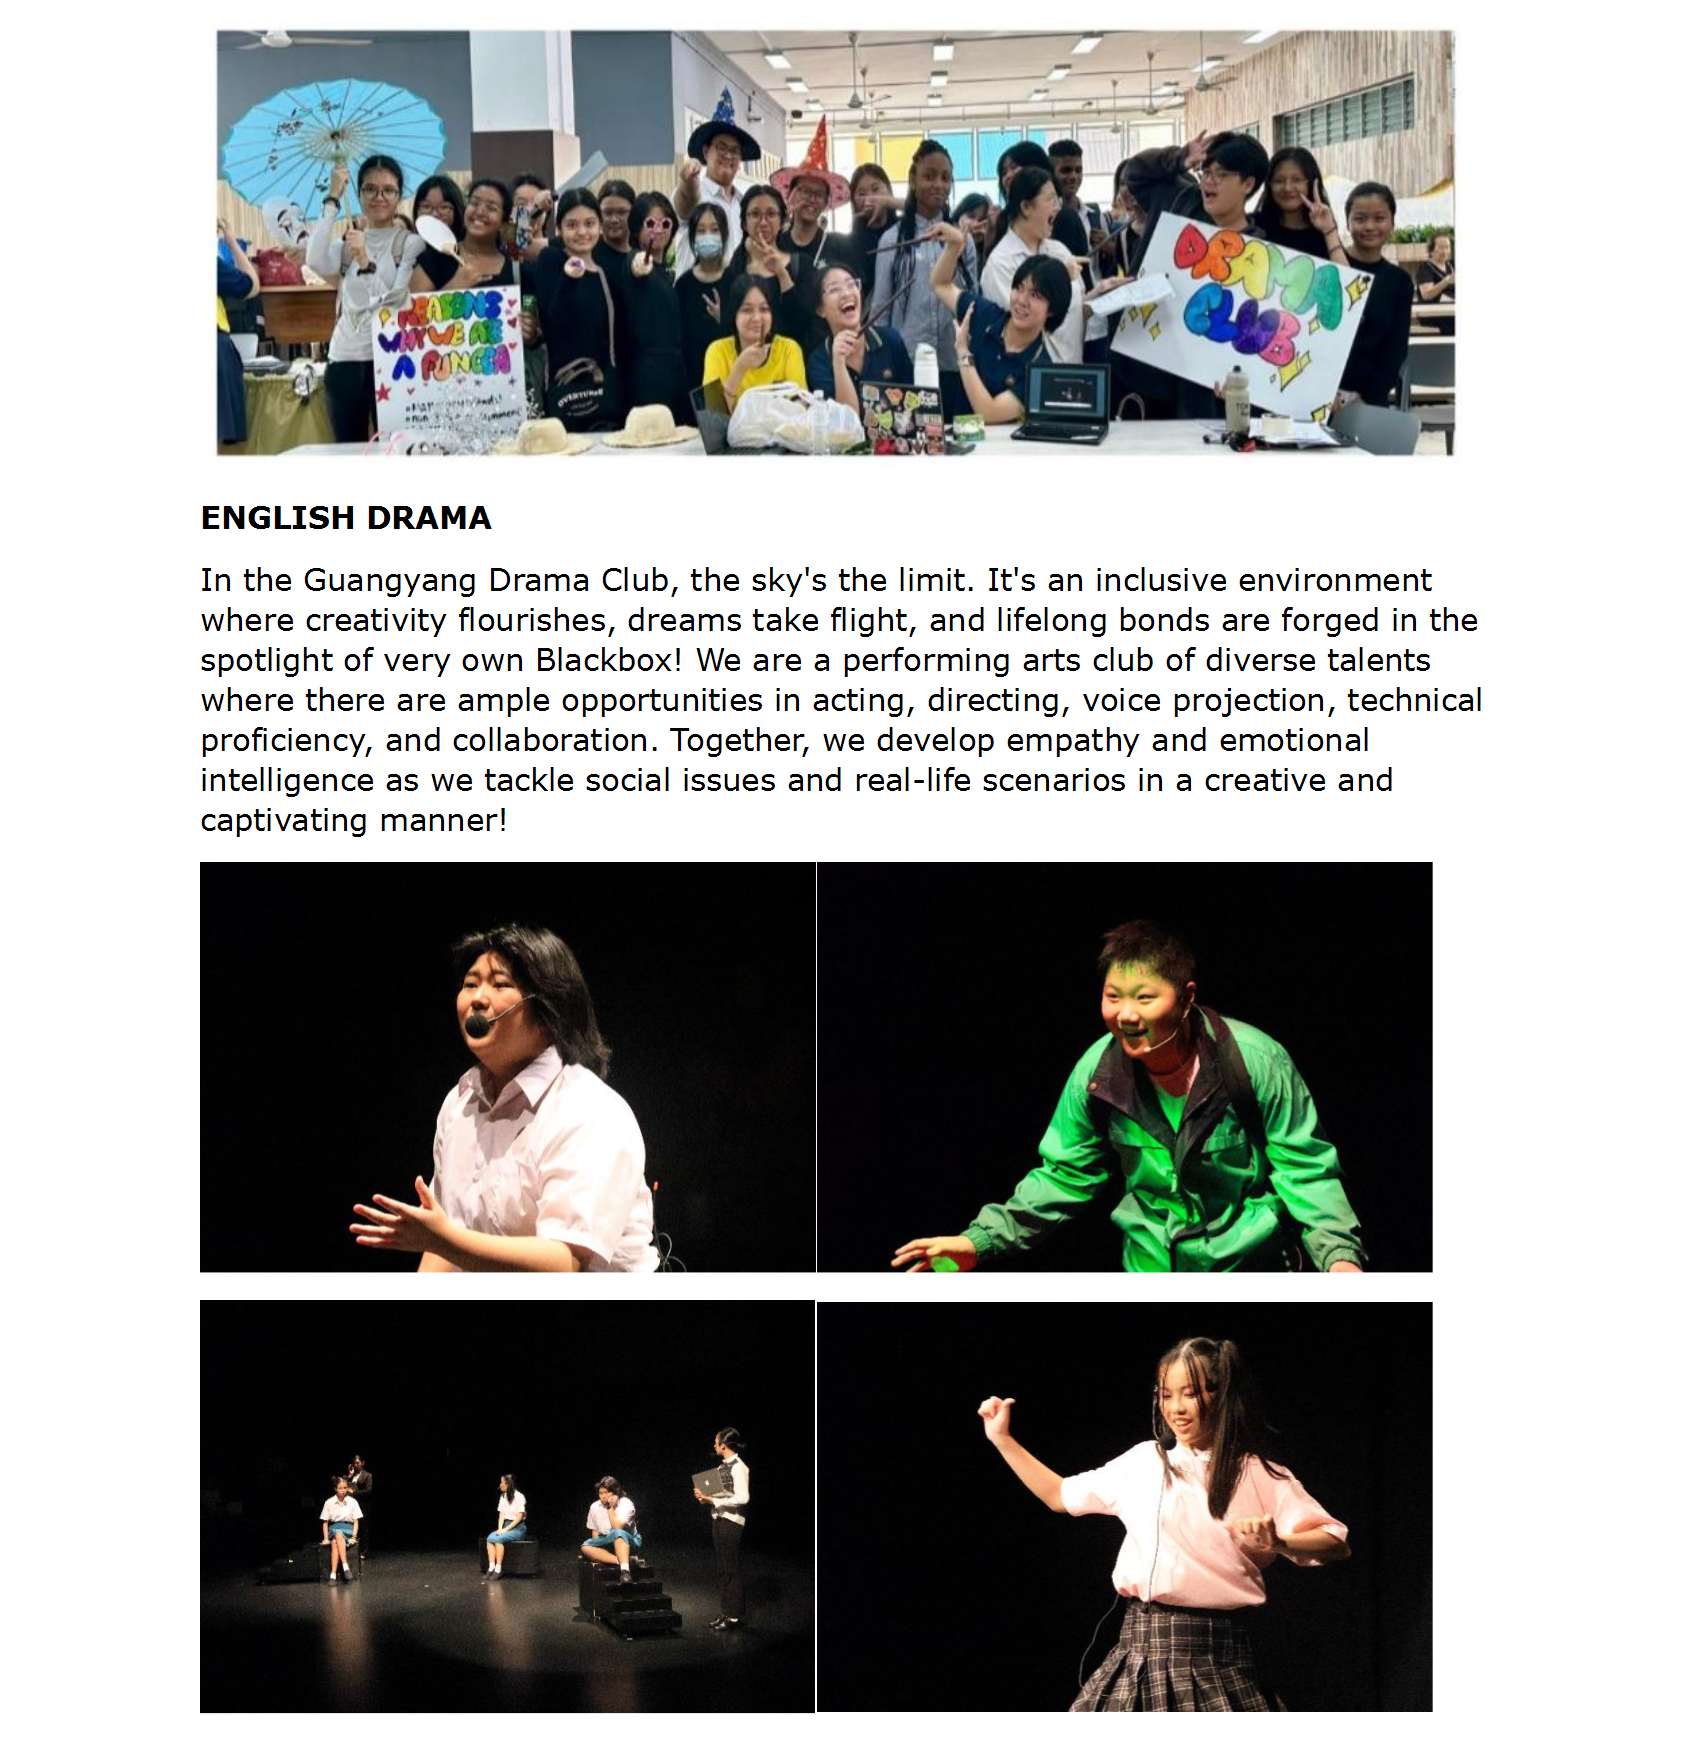 REASONS
WHY WE ARE
A FUN CCA
DRAMA
CLUB
OVERTURE
ENGLISH DRAMA
In the Guangyang Drama Club, the sky's the limit. It's an inclusive environment
where creativity flourishes, dreams take flight, and lifelong bonds are forged in the
spotlight of very own Blackbox! We are a performing arts club of diverse talents
where there are ample opportunities in acting, directing, voice projection, technical
proficiency, and collaboration. Together, we develop empathy and emotional
intelligence as we tackle social issues and real-life scenarios in a creative and
captivating manner!